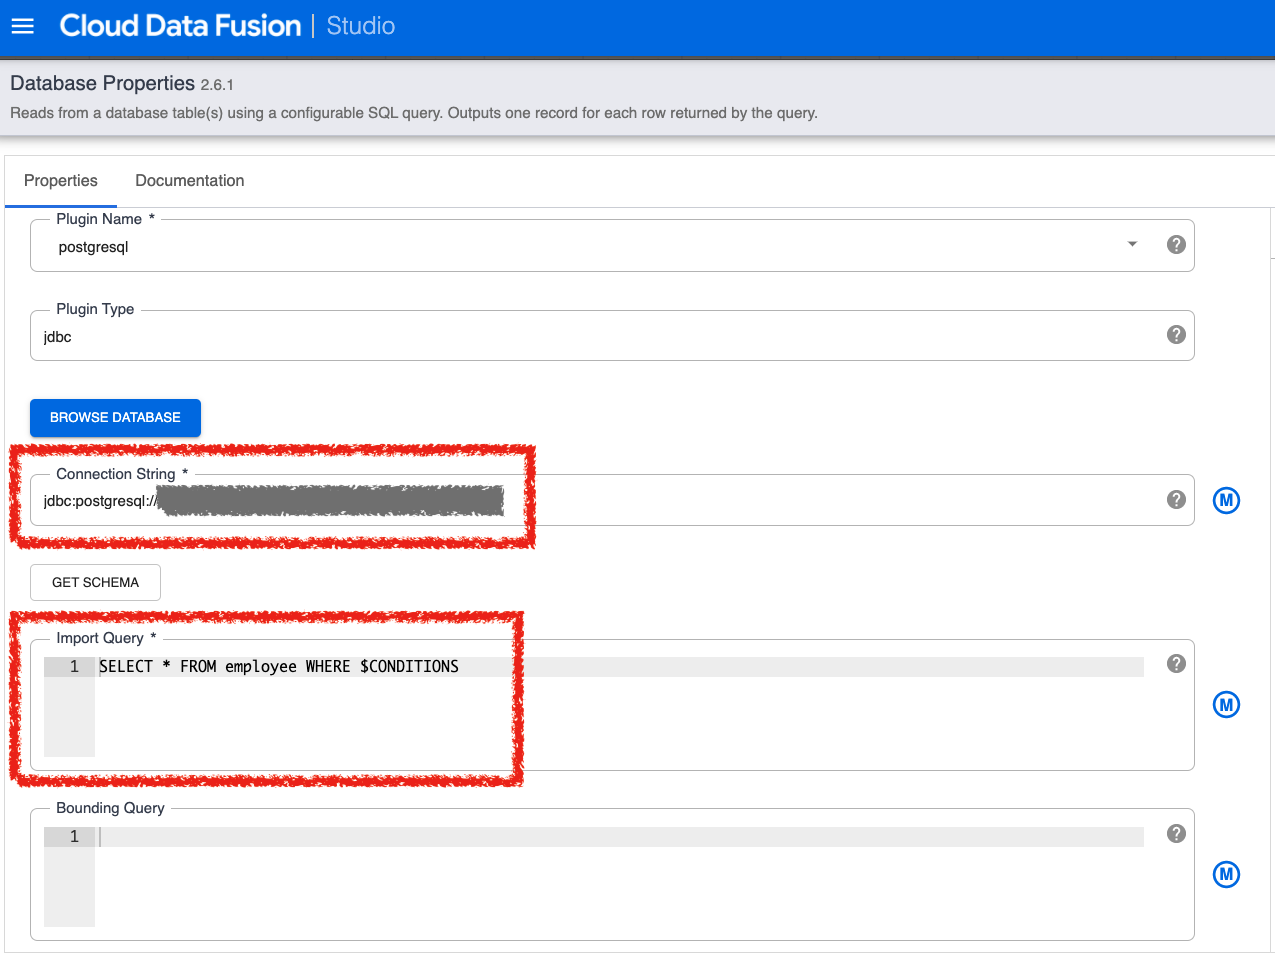 Cloud Data Fusion | Studio
Database Properties 2.6.1
Reads from a database table(s) using a configurable SQL query. Outputs one record for each row returned by the query.
Properties Documentation
Plugin Name *
postgresql
?
Plugin Type
jdbc
?
BROWSE DATABASE
Connection String *
jdbc:postgresql://
?
M
GET SCHEMA
Import Query *
1 SELECT * FROM employee WHERE $CONDITIONS
?
M
Bounding Query
1
?
M